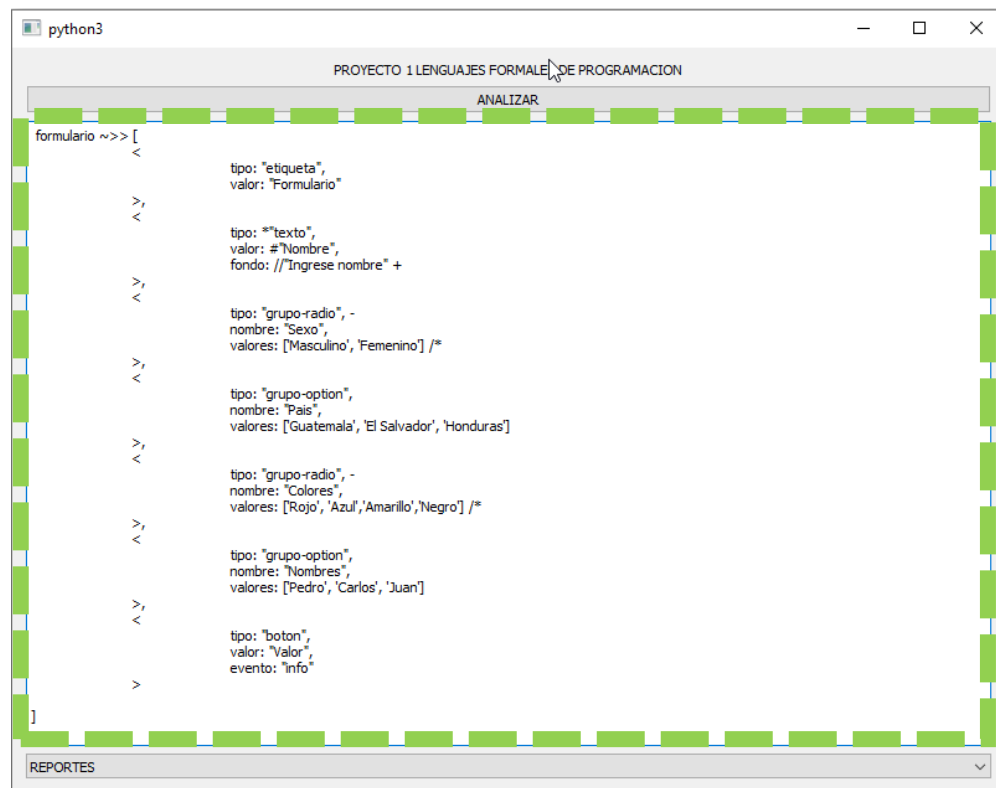 python3
PROYECTO 1 LENGUAJES FORMALES DE PROGRAMACION
ANALIZAR
formulario ~>> [
<
tipo: "etiqueta",
valor: "Formulario"
>,
<
tipo: *"texto",
valor: #"Nombre",
fondo: //"Ingrese nombre" +
>,
<
tipo: "grupo-radio", -
nombre: "Sexo",
valores: ['Masculino', 'Femenino'] /*
>,
<
tipo: "grupo-option",
nombre: "Pais",
valores: ['Guatemala', 'El Salvador', 'Honduras']
>,
<
tipo: "grupo-radio", -
nombre: "Colores",
valores: ['Rojo', 'Azul','Amarillo','Negro'] /*
>,
<
tipo: "grupo-option",
nombre: "Nombres",
valores: ['Pedro', 'Carlos', 'Juan']
>,
<
tipo: "boton",
valor: "Valor",
evento: "info"
>
]
REPORTES